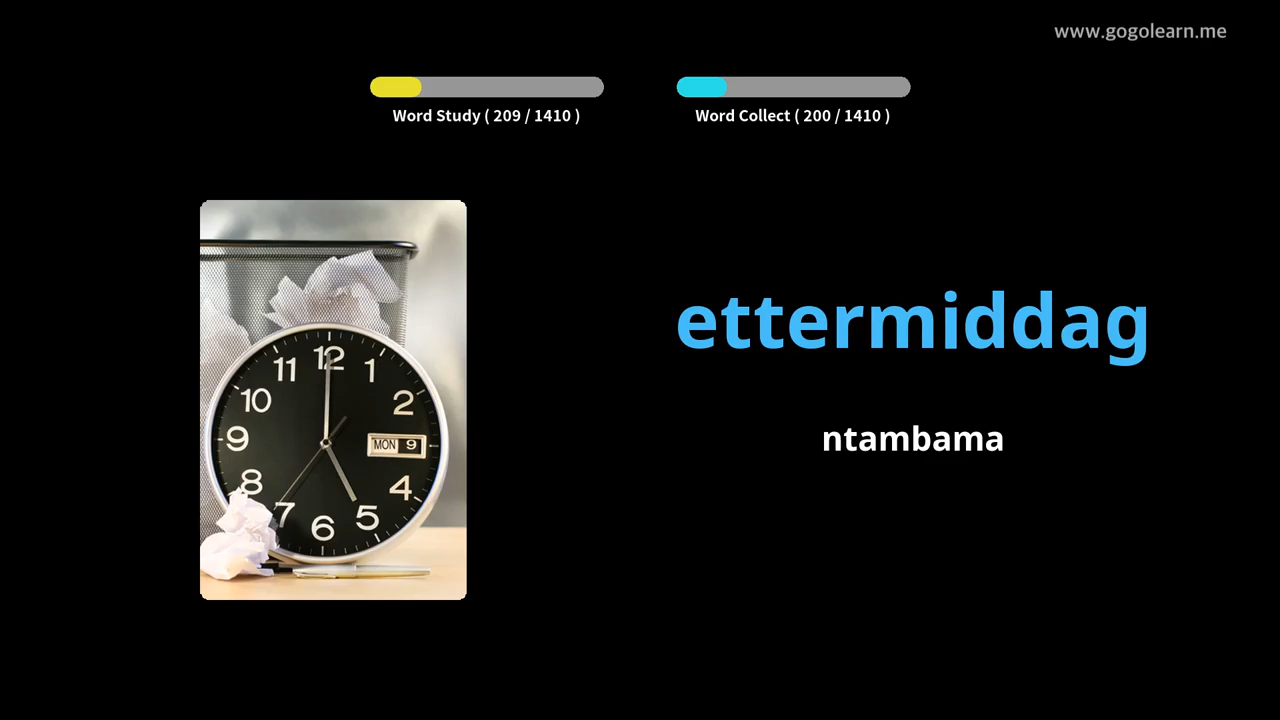 www.gogolearn.me
Word Study ( 209 / 1410 )
Word Collect ( 200 / 1410 )
ettermiddag
ntambama
12
1
2
3
4
5
6
7
8
9
10
11
MON 9